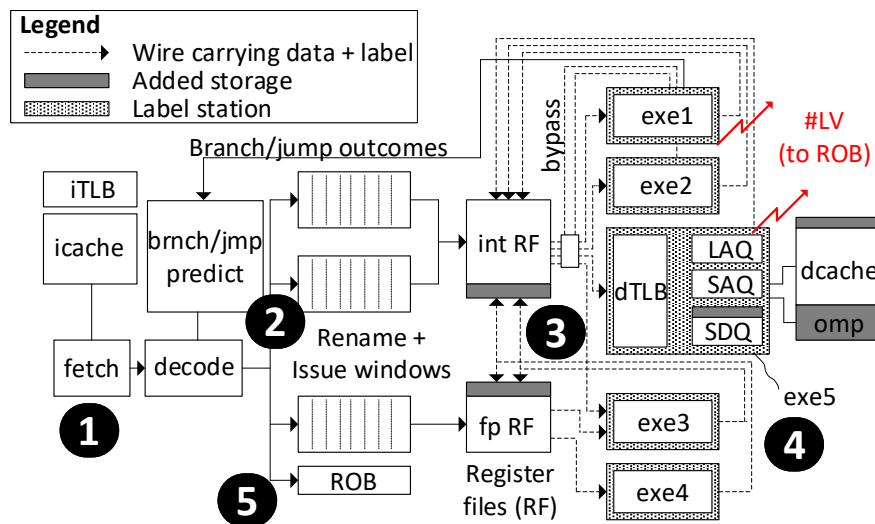 Legend
Wire carrying data + label
Added storage
Label station
Branch/jump outcomes
bypass
exe1
#LV
(to ROB)
iTLB
icache
brnch/jmp
predict
int RF
exe2
dTLB
LAQ
SAQ
SDQ
dcache
omp
2
3
Rename +
Issue windows
fetch
decode
1
exe5
4
fp RF
exe3
5
ROB
Register
files (RF)
exe4